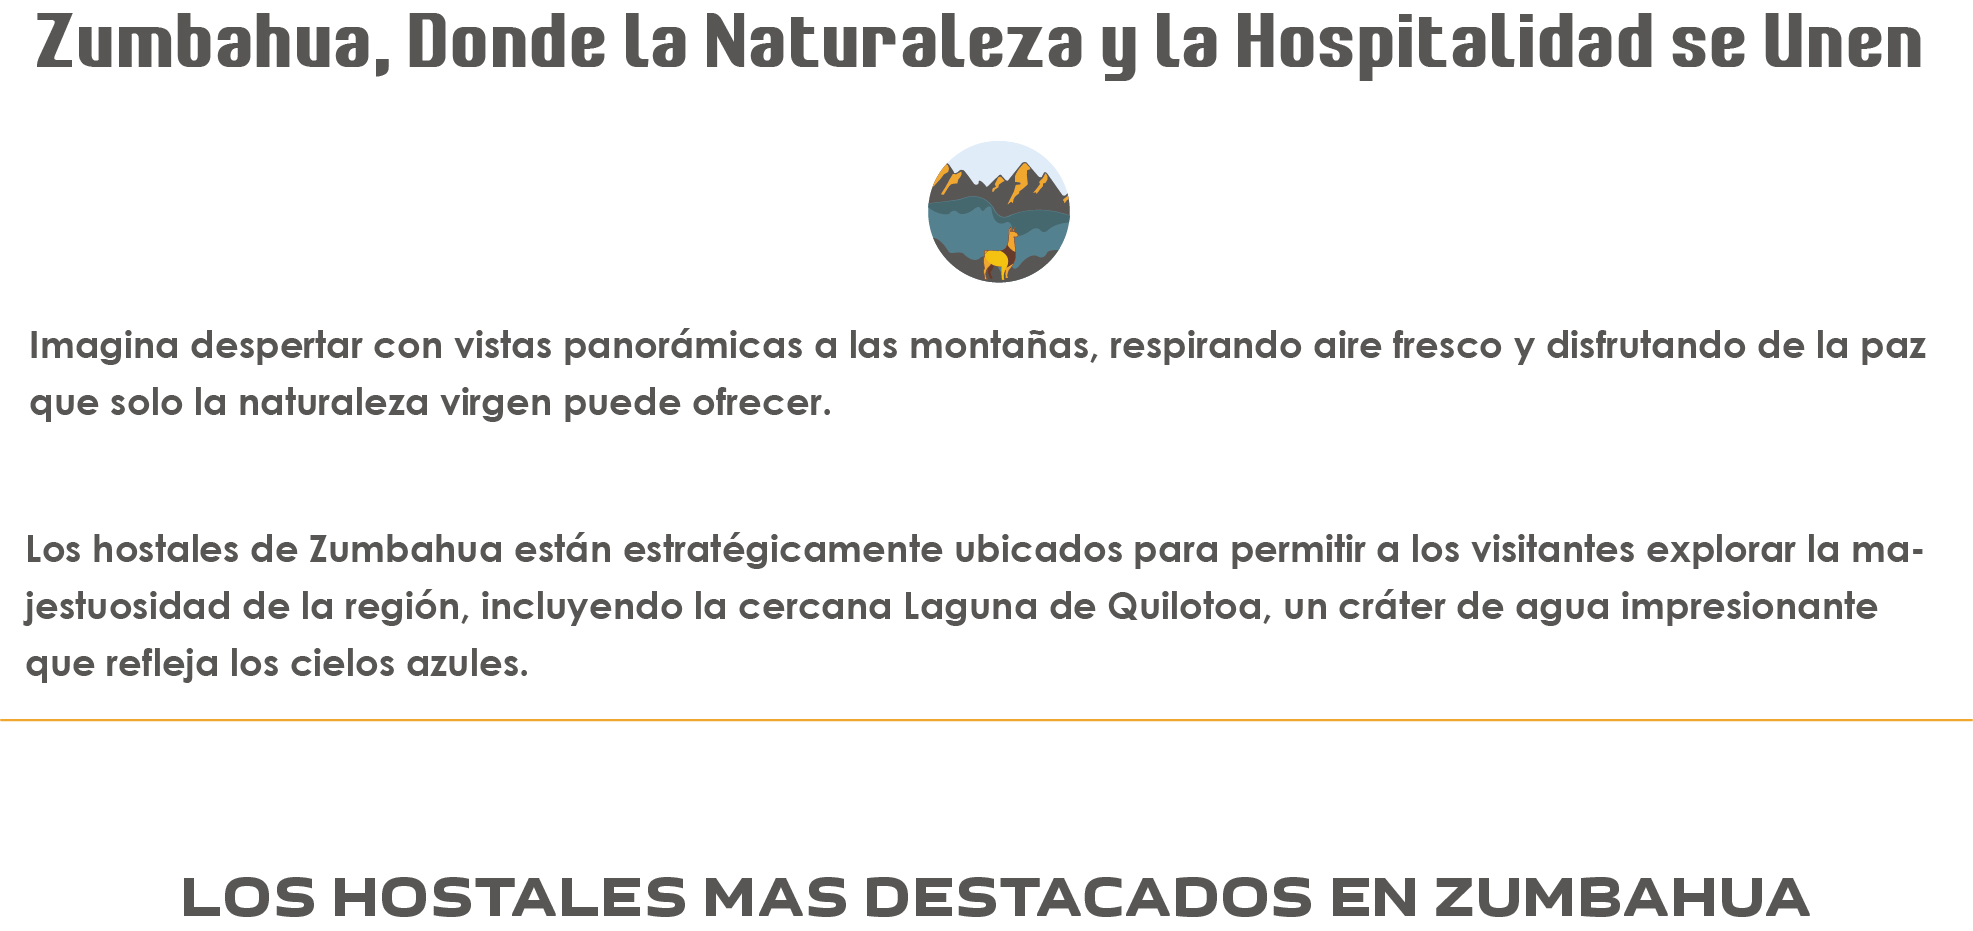 Zumbahua, Donde la Naturaleza y la Hospitalidad se Unen
Imagina despertar con vistas panorámicas a las montañas, respirando aire fresco y disfrutando de la paz
que solo la naturaleza virgen puede ofrecer.
Los hostales de Zumbahua están estratégicamente ubicados para permitir a los visitantes explorar la ma-
jestuosidad de la región, incluyendo la cercana Laguna de Quilotoa, un cráter de agua impresionante
que refleja los cielos azules.
LOS HOSTALES MAS DESTACADOS EN ZUMBAHUA